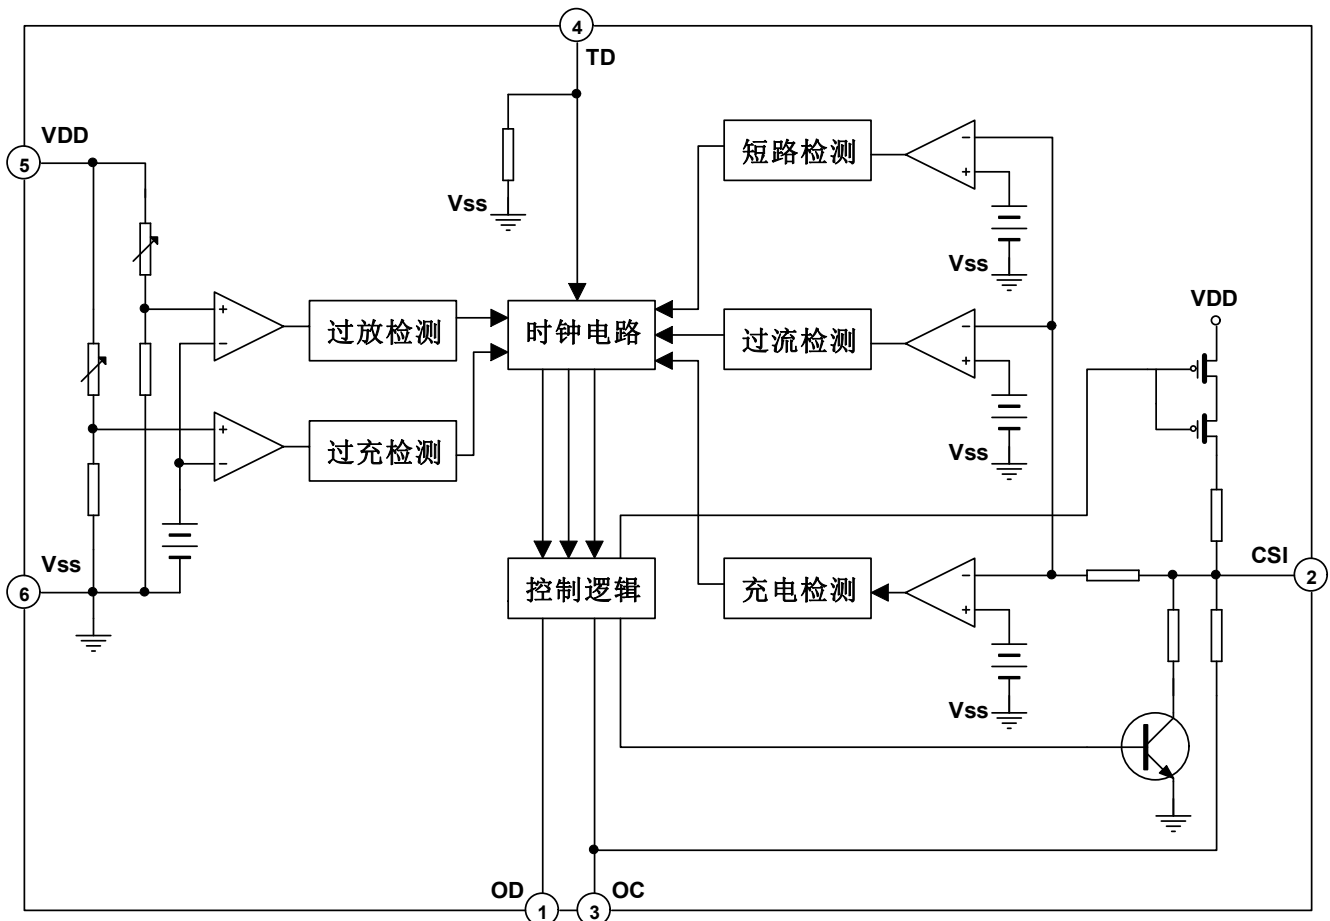 4
TD
VDD
5
短路检测
-
+
Vss
Vss
VDD
+
-
过放检测
时钟电路
过流检测
-
+
+
-
过充检测
Vss
Vss
6
控制逻辑
充电检测
-
+
CSI
2
Vss
OD
OC
1
3